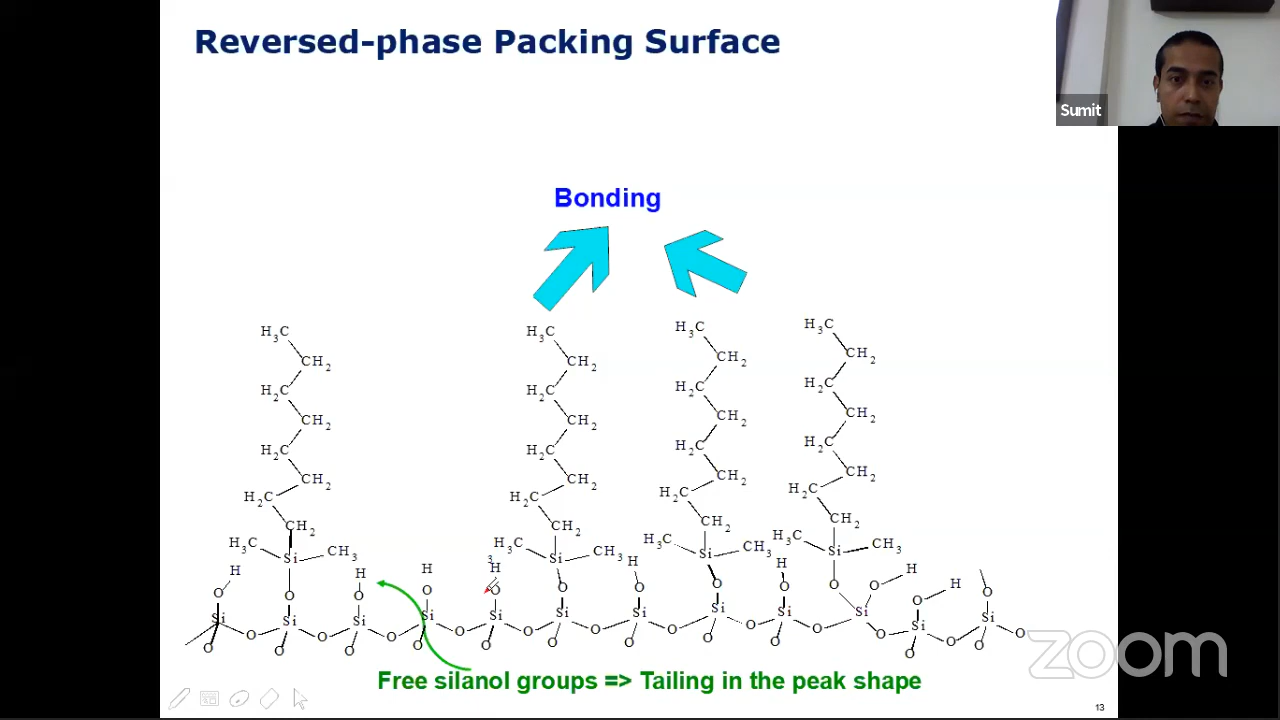 Reversed-phase Packing Surface
Sumit
Bonding
H3C H3C H3C H3C
CH2 CH2 CH2 CH2
H2C H2C H2C H2C
CH2 CH2 CH2 CH2
H2C H2C H2C H2C
CH2 CH2 CH2 CH2
H2C H2C H2C H2C
CH2 CH2 CH2 CH2
H3C Si CH3 H3C Si CH3 H3C Si CH3 H3C Si CH3
H H H 3 H H H H H
O O O O O O O O O O O O O
Si Si Si Si Si Si Si Si Si Si Si Si
O O O O O O O O O O O O
O O O O O O O O O O O
zoom
Free silanol groups => Tailing in the peak shape
13